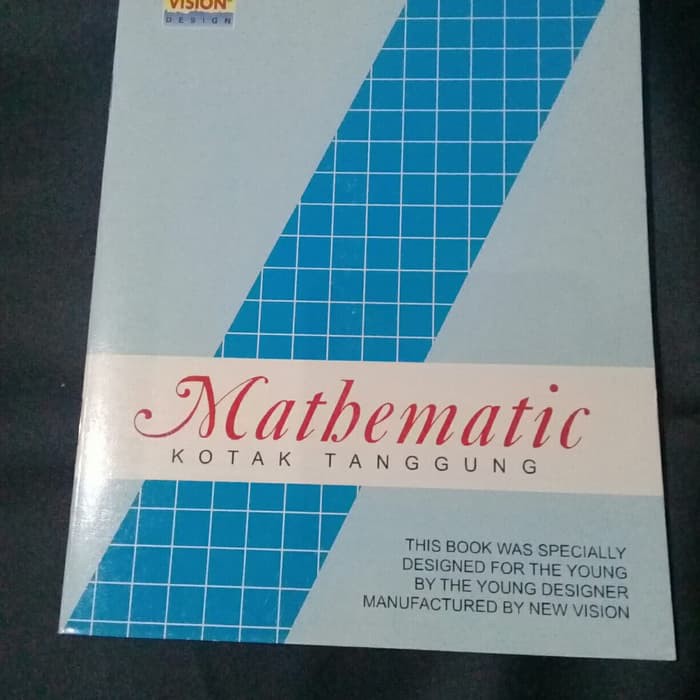 VISION
DESIGN
Mathematic
KOTAK TANGGUNG
THIS BOOK WAS SPECIALLY
DESIGNED FOR THE YOUNG
BY THE YOUNG DESIGNER
MANUFACTURED BY NEW VISION